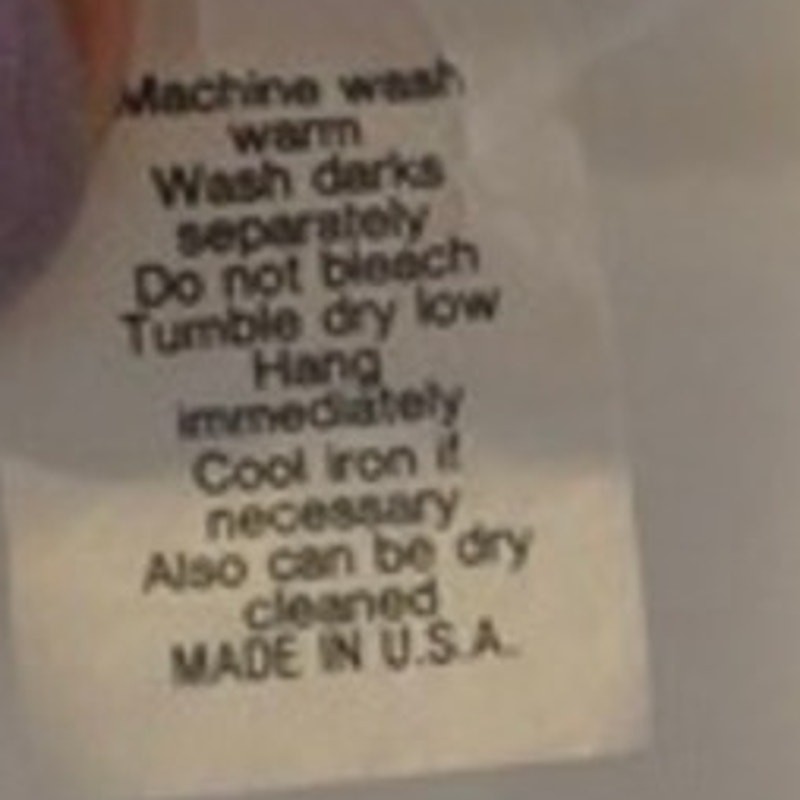 Machine wash
warm
Wash darks
separately
Do not bleach
Tumble dry low
Hang
immediately
Cool iron if
necessary
Also can be dry
cleaned
MADE IN U.S.A.